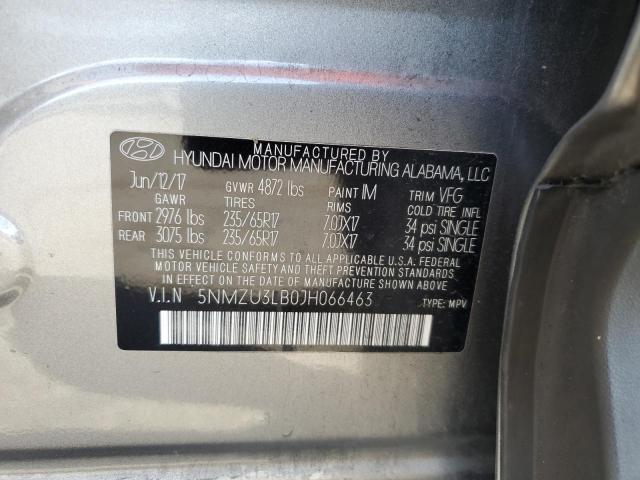 MANUFACTURED BY
HYUNDAI MOTOR MANUFACTURING ALABAMA, LLC
Jun/12/17 GVWR 4872 lbs PAINT IM TRIM VFG
GAWR TIRES RIMS COLD TIRE INFL
FRONT 2976 lbs 235/65R17 7.0JX17 34 psi SINGLE
REAR 3075 lbs 235/65R17 7.0JX17 34 psi SINGLE
THIS VEHICLE CONFORMS TO ALL APPLICABLE U.S.A. FEDERAL
MOTOR VEHICLE SAFETY, BUMPER, AND THEFT PREVENTION STANDARDS
IN EFFECT ON THE DATE OF MANUFACTURE SHOWN ABOVE.
V.I.N 5NMZU3LB0JH066463 TYPE: MPV